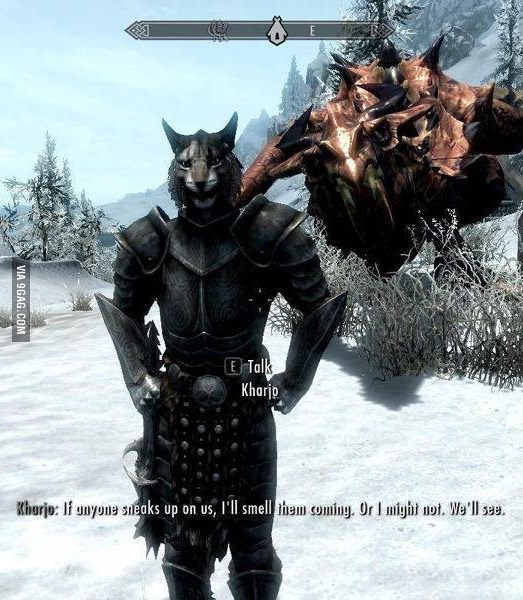 E
VIA 9GAG.COM
E Talk
Kharjo
Kharjo: If anyone sneaks up on us, I'll smell them coming. Or I might not. We'll see.